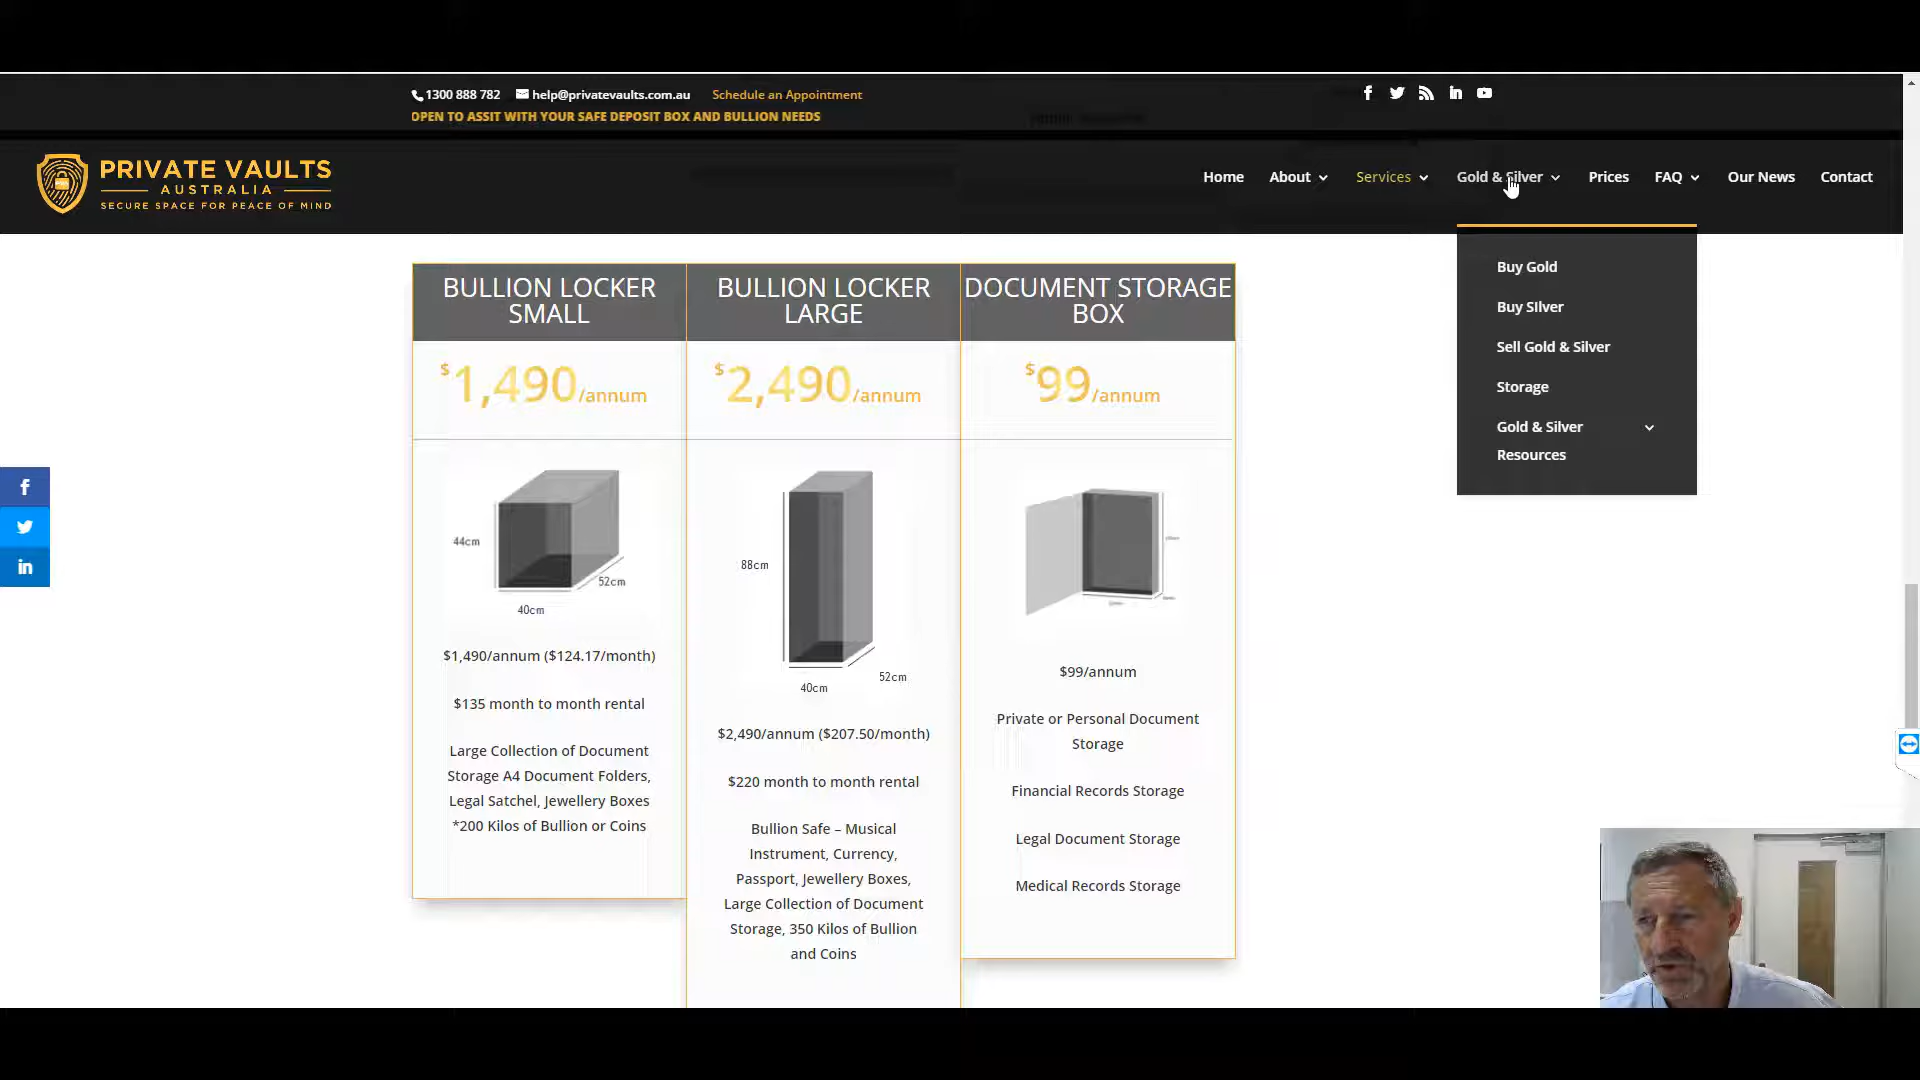 1300 888 782
help@privatevaults.com.au
Schedule an Appointment
OPEN TO ASSIT WITH YOUR SAFE DEPOSIT BOX AND BULLION NEEDS
PRIVATE VAULTS
AUSTRALIA
SECURE SPACE FOR PEACE OF MIND
Home
About
Services
Gold & Silver
Prices
FAQ
Our News
Contact
Buy Gold
Buy SIlver
Sell Gold & Silver
Storage
Gold & Silver
Resources
BULLION LOCKER
SMALL
$1,490/annum
44cm
52cm
40cm
$1,490/annum ($124.17/month)
$135 month to month rental
Large Collection of Document
Storage A4 Document Folders,
Legal Satchel, Jewellery Boxes
*200 Kilos of Bullion or Coins
BULLION LOCKER
LARGE
$2,490/annum
88cm
52cm
40cm
$2,490/annum ($207.50/month)
$220 month to month rental
Bullion Safe – Musical
Instrument, Currency,
Passport, Jewellery Boxes,
Large Collection of Document
Storage, 350 Kilos of Bullion
and Coins
DOCUMENT STORAGE
BOX
$99/annum
$99/annum
Private or Personal Document
Storage
Financial Records Storage
Legal Document Storage
Medical Records Storage